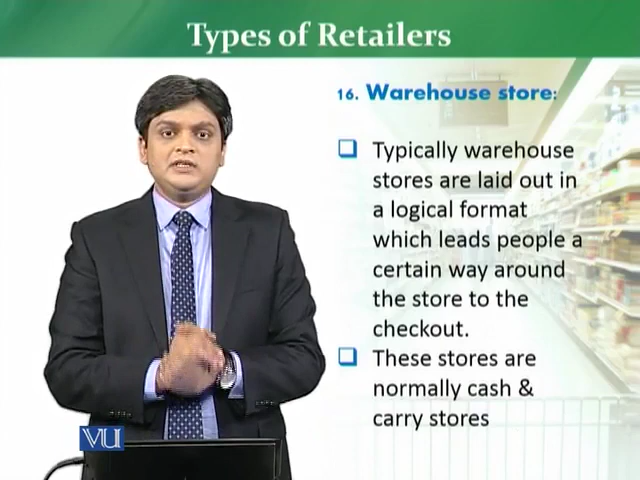 Types of Retailers
16. Warehouse store:
Typically warehouse
stores are laid out in
a logical format
which leads people a
certain way around
the store to the
checkout.
These stores are
normally cash &
carry stores
VU